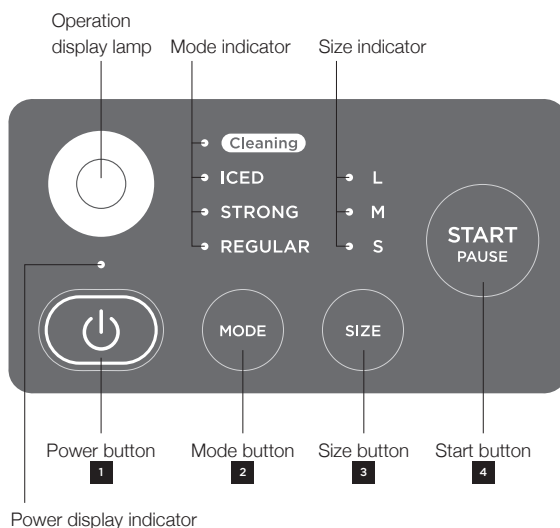 Operation
display lamp
Mode indicator
Size indicator
Cleaning
ICED
STRONG
REGULAR
L
M
S
START
PAUSE
MODE
SIZE
Power button
1
Mode button
2
Size button
3
Start button
4
Power display indicator